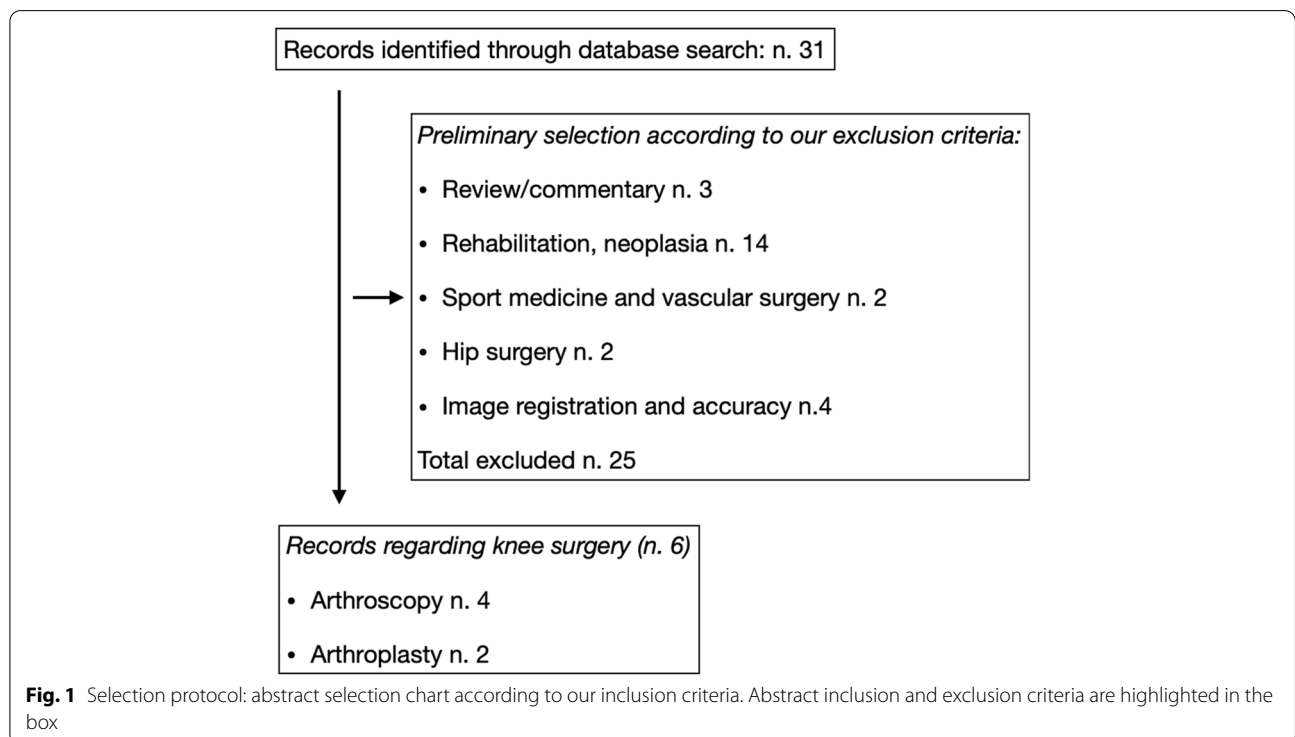 Records identified through database search: n. 31
Preliminary selection according to our exclusion criteria:
• Review/commentary n. 3
• Rehabilitation, neoplasia n. 14
• Sport medicine and vascular surgery n. 2
• Hip surgery n. 2
• Image registration and accuracy n.4
Total excluded n. 25
Records regarding knee surgery (n. 6)
• Arthroscopy n. 4
• Arthroplasty n. 2
Fig. 1 Selection protocol: abstract selection chart according to our inclusion criteria. Abstract inclusion and exclusion criteria are highlighted in the
box